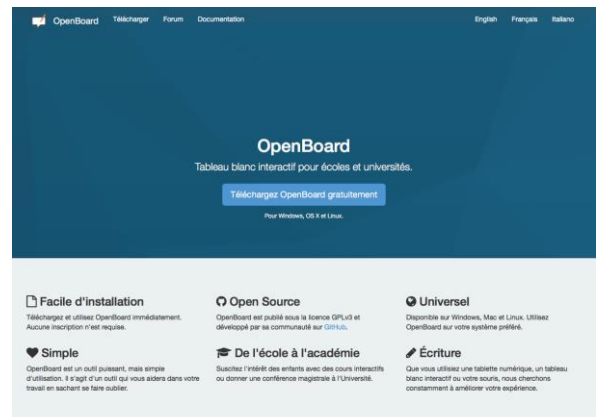 OpenBoard Télécharger Forum Documentation English Français Italiano
OpenBoard
Tableau blanc interactif pour écoles et universités.
Téléchargez OpenBoard gratuitement
Pour Windows, OS X et Linux.
Facile d'installation
Téléchargez et utilisez OpenBoard immédiatement.
Aucune inscription n'est requise.
Open Source
OpenBoard est publié sous la licence GPLv3 et
développé par sa communauté sur GitHub.
Universel
Disponible sur Windows, Mac et Linux. Utilisez
OpenBoard sur votre système préféré.
Simple
OpenBoard est un outil puissant, mais simple
d'utilisation. Il s'agit d'un outil qui vous aidera dans votre
travail en sachant se faire oublier.
De l'école à l'académie
Suscitez l'intérêt des enfants avec des cours interactifs
ou donner une conférence magistrale à l'Université.
Écriture
Que vous utilisiez une tablette numérique, un tableau
blanc interactif ou votre souris, nous cherchons
constamment à améliorer votre expérience.